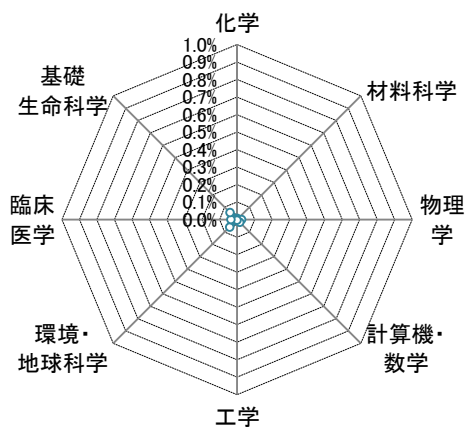 化学
1.0%
0.9%
0.8%
0.7%
0.6%
0.5%
0.4%
0.3%
0.2%
0.1%
0.0%
基礎
生命科学
材料科学
臨床
医学
物理
学
環境・
地球科学
計算機・
数学
工学